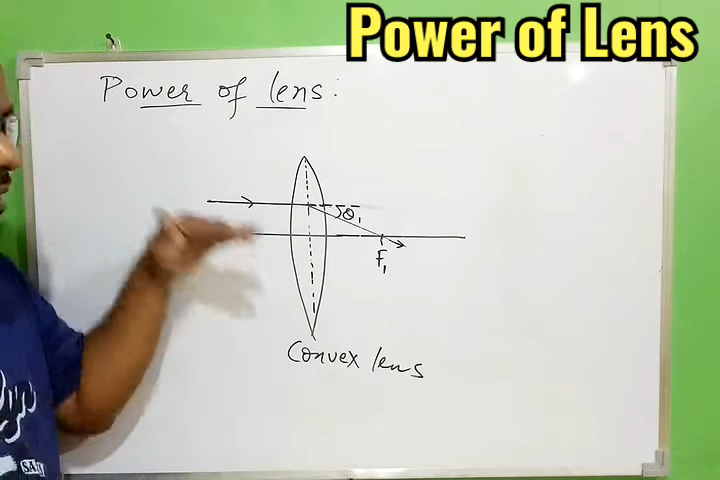 Power of Lens
Power of lens:
θ₁
F₁
Convex lens